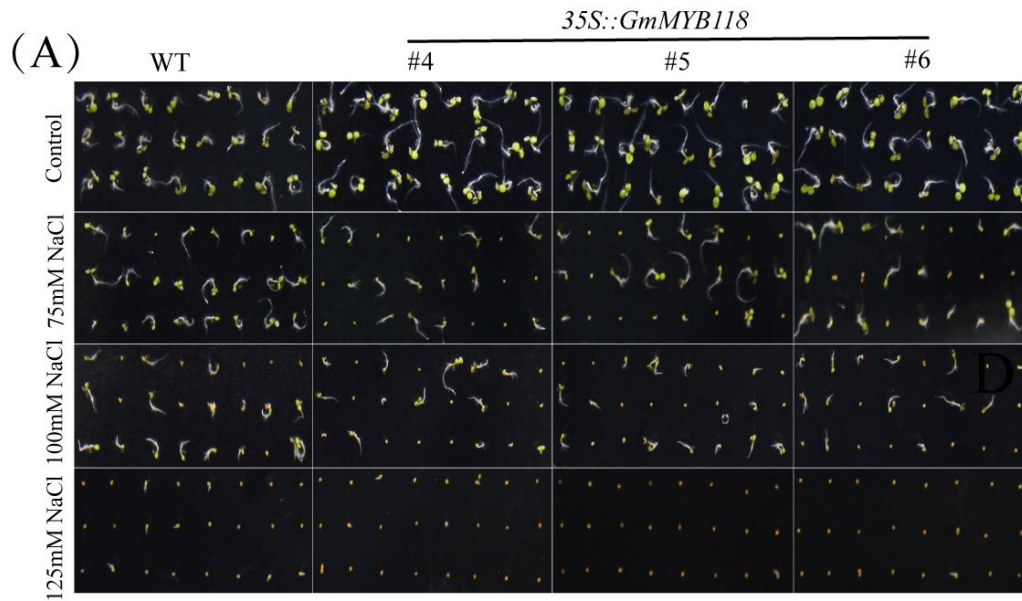 35S::GmMYB118
(A)
WT
#4
#5
#6
Control
75mM NaCl
100mM NaCl
D
125mM NaCl